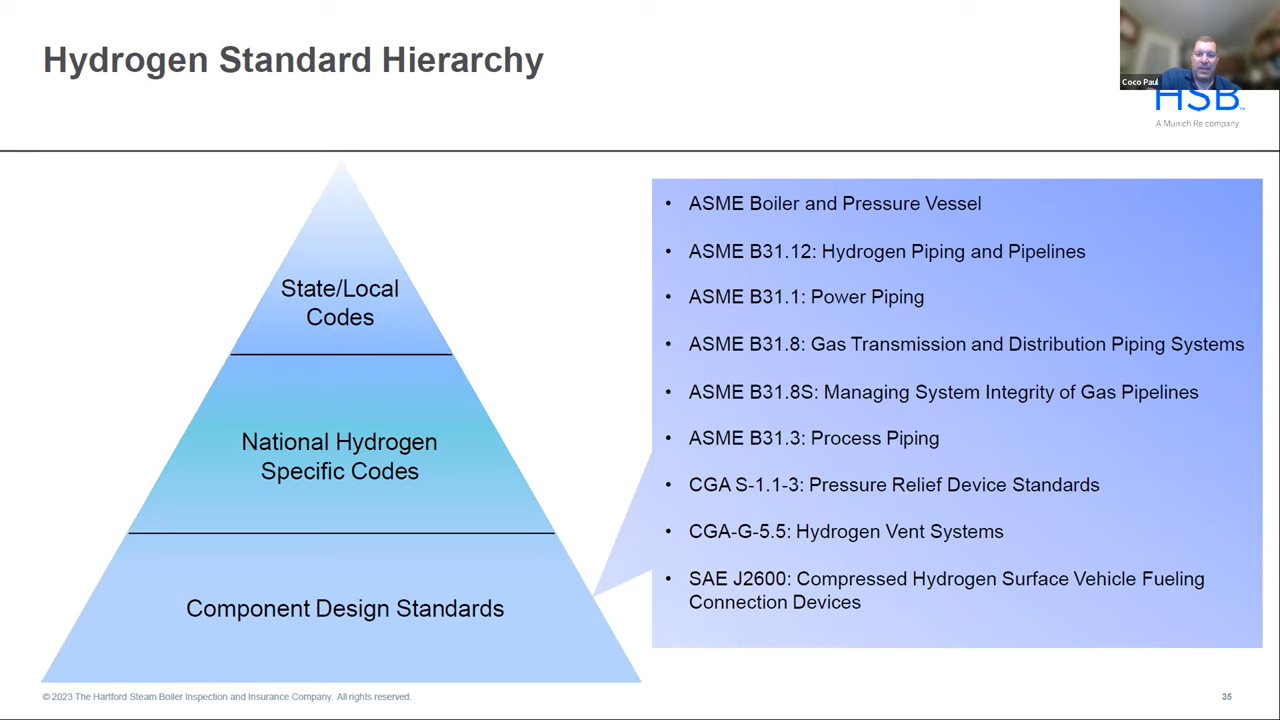 Hydrogen Standard Hierarchy
Coco Paul
HSB
A Munich Re company
State/Local
Codes
National Hydrogen
Specific Codes
Component Design Standards
• ASME Boiler and Pressure Vessel
• ASME B31.12: Hydrogen Piping and Pipelines
• ASME B31.1: Power Piping
• ASME B31.8: Gas Transmission and Distribution Piping Systems
• ASME B31.8S: Managing System Integrity of Gas Pipelines
• ASME B31.3: Process Piping
• CGA S-1.1-3: Pressure Relief Device Standards
• CGA-G-5.5: Hydrogen Vent Systems
• SAE J2600: Compressed Hydrogen Surface Vehicle Fueling
Connection Devices
© 2023 The Hartford Steam Boiler Inspection and Insurance Company. All rights reserved.
35